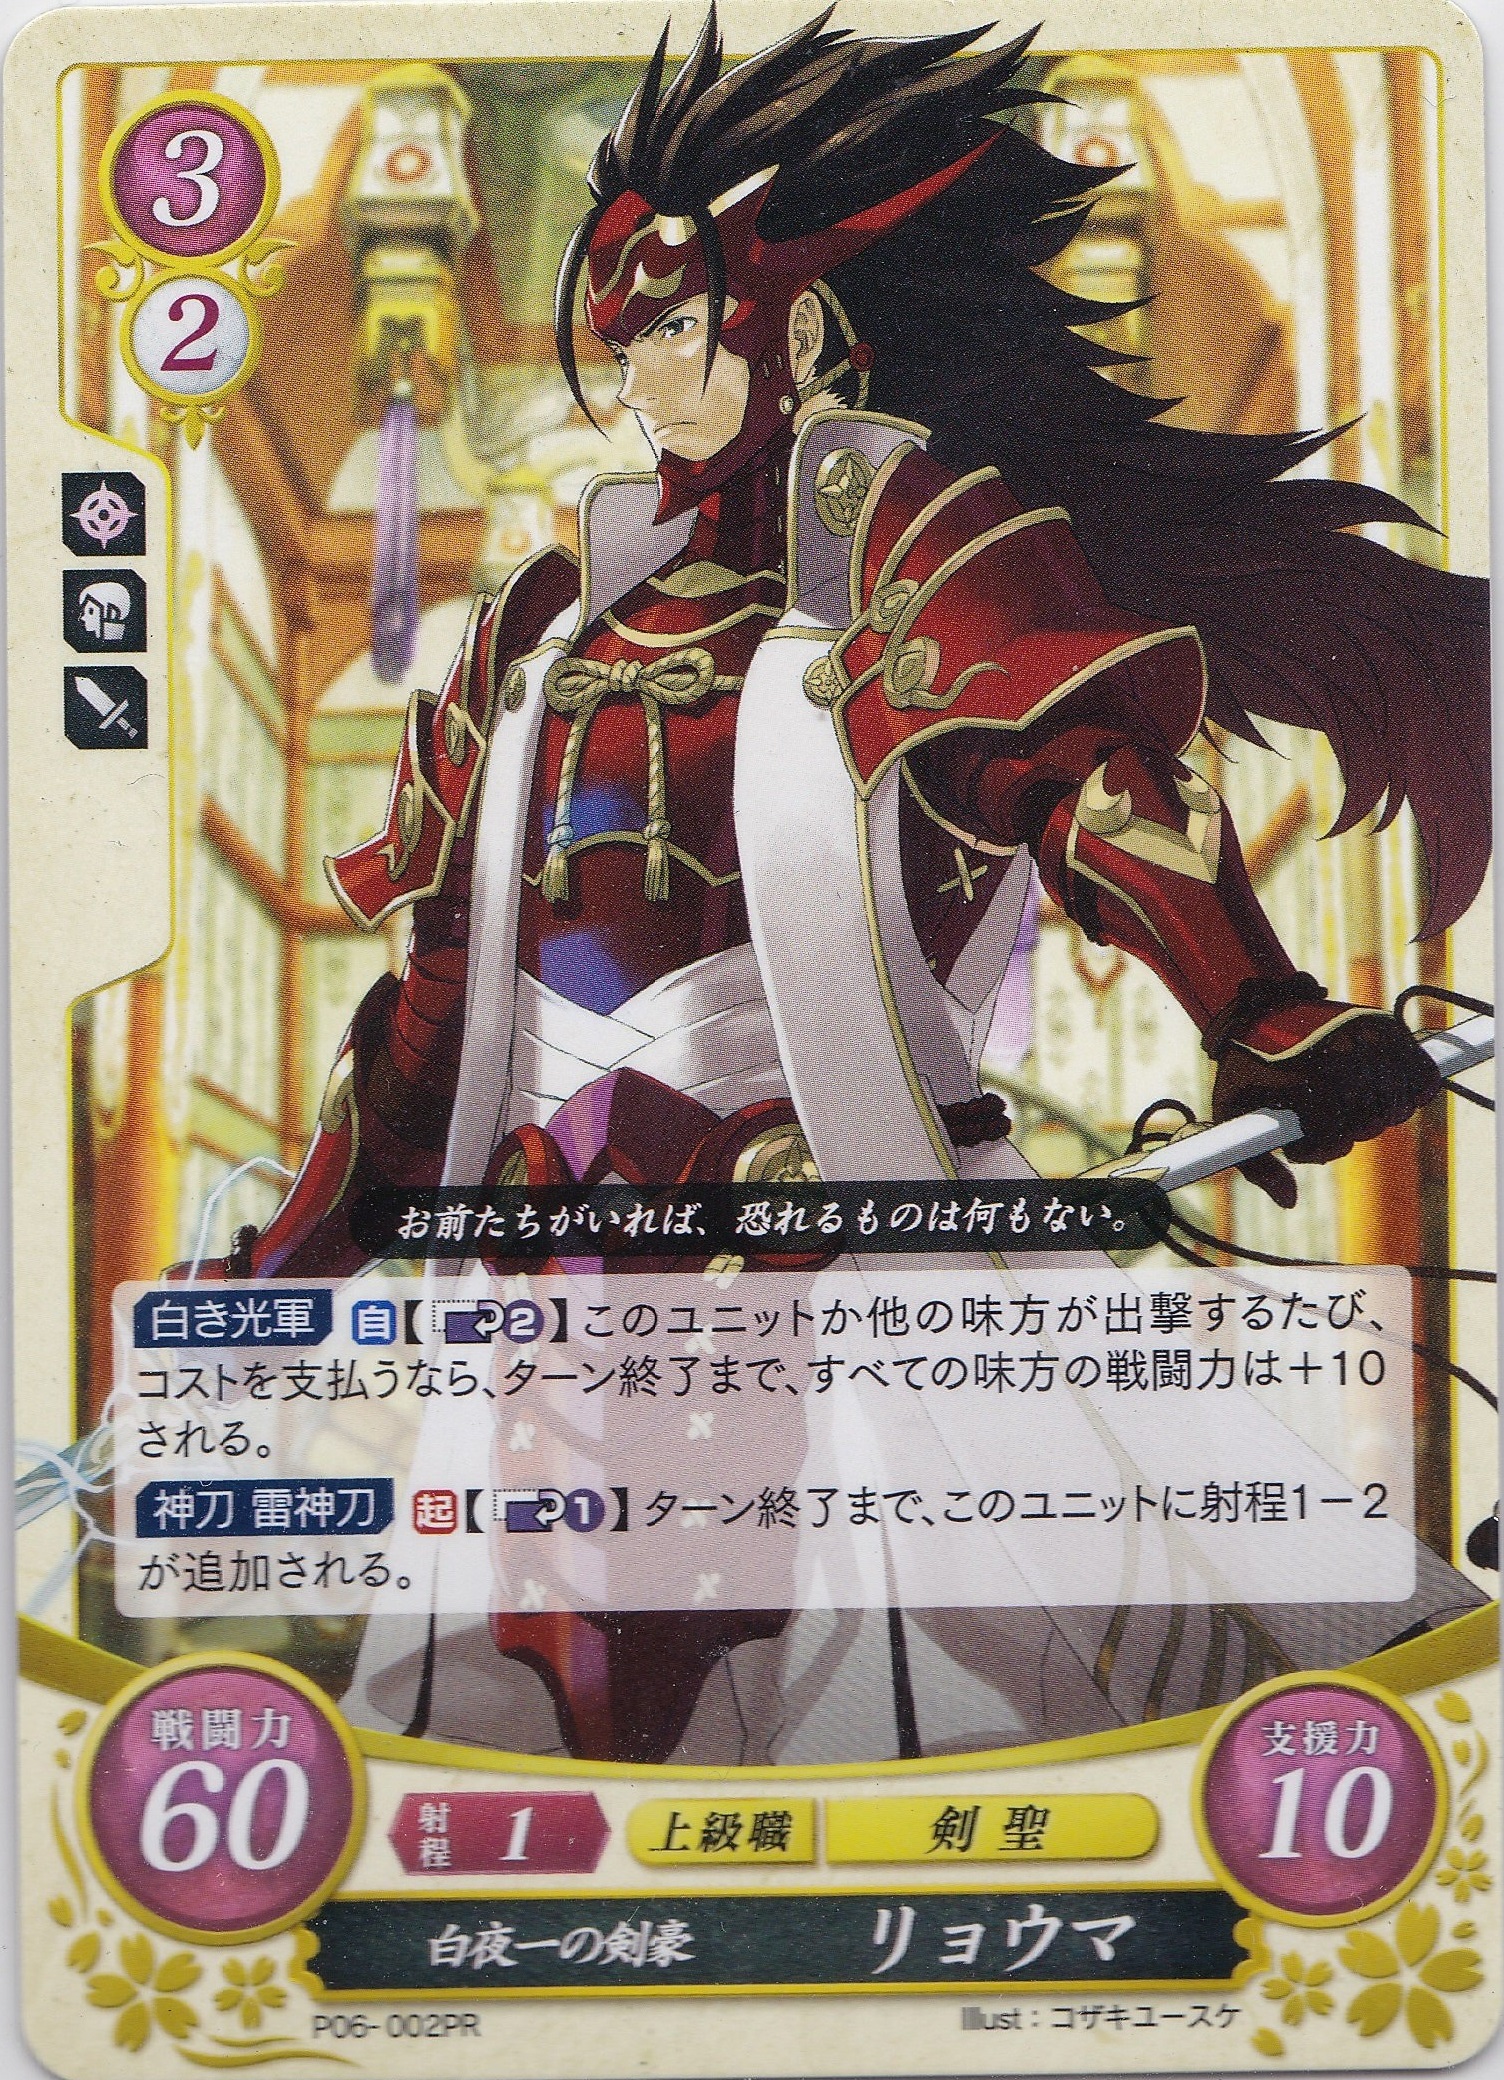 3
2
お前たちがいれば、恐れるものは何もない。
白き光軍 自【2】このユニットか他の味方が出撃するたび、
コストを支払うなら、ターン終了まで、すべての味方の戦闘力は＋10
される。
神刀 雷神刀 起【1】ターン終了まで、このユニットに射程1－2
が追加される。
戦闘力
60
射程 1
上級職 剣聖
支援力
10
白夜一の剣豪 リョウマ
P06-002PR
Illust：コザキユースケ